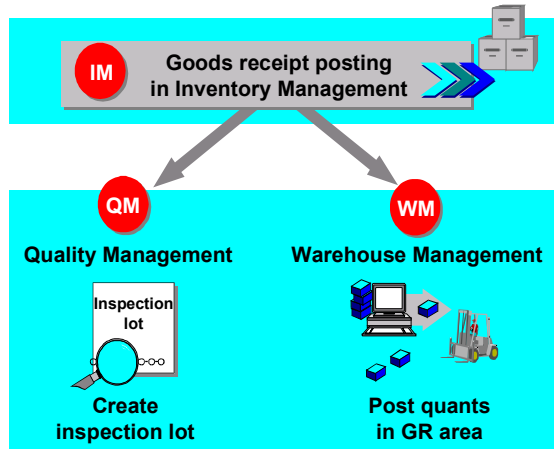 IM
Goods receipt posting
in Inventory Management
QM
WM
Quality Management
Warehouse Management
Inspection
lot
Create
inspection lot
Post quants
in GR area